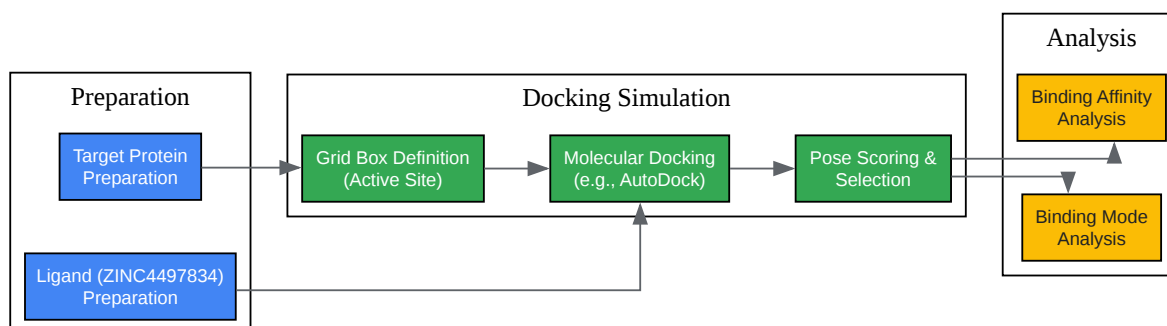 Preparation
Target Protein
Preparation
Ligand (ZINC4497834)
Preparation
Docking Simulation
Grid Box Definition
(Active Site)
Molecular Docking
(e.g., AutoDock)
Pose Scoring &
Selection
Analysis
Binding Affinity
Analysis
Binding Mode
Analysis